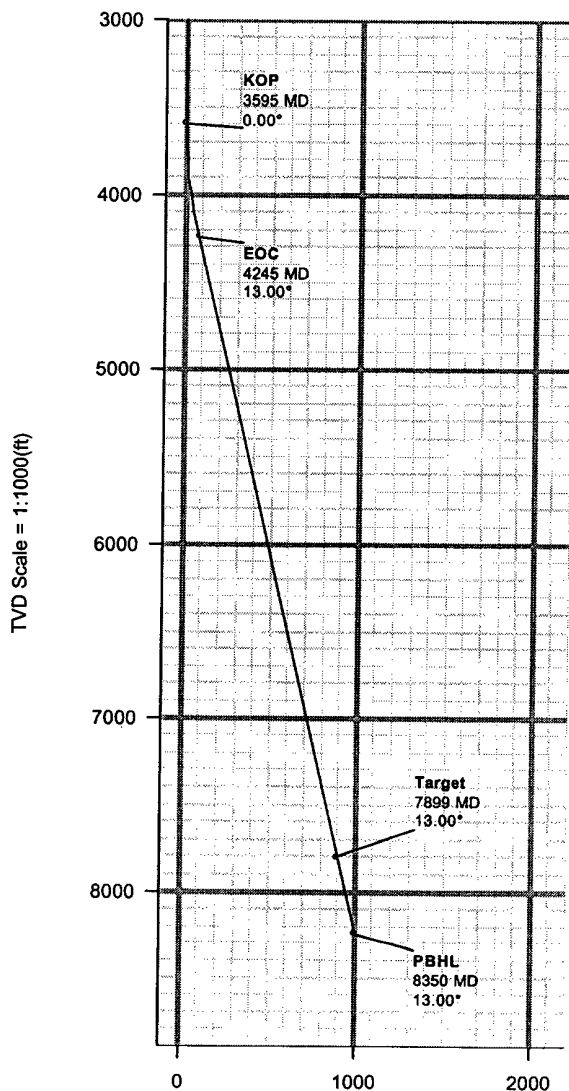 3000
KOP
3595 MD
0.00°
4000
EOC
4245 MD
13.00°
5000
TVD Scale = 1:1000(ft)
6000
7000
Target
7899 MD
13.00°
8000
PBHL
8350 MD
13.00°
0 1000 2000